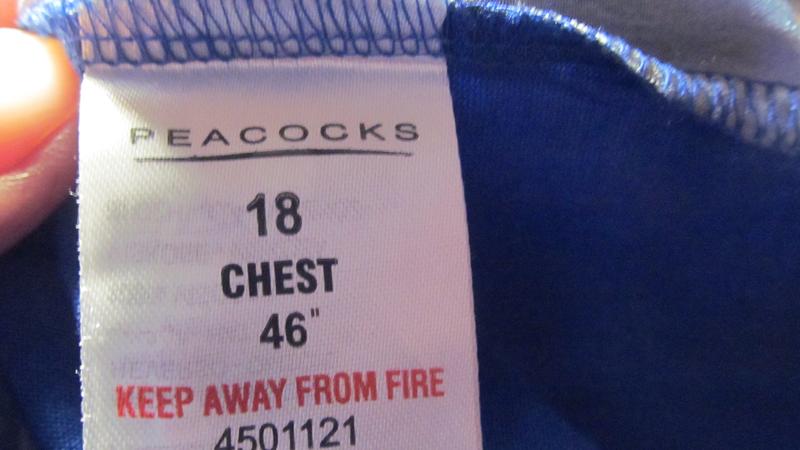 PEACOCKS
18
CHEST
46"
KEEP AWAY FROM FIRE
4501121